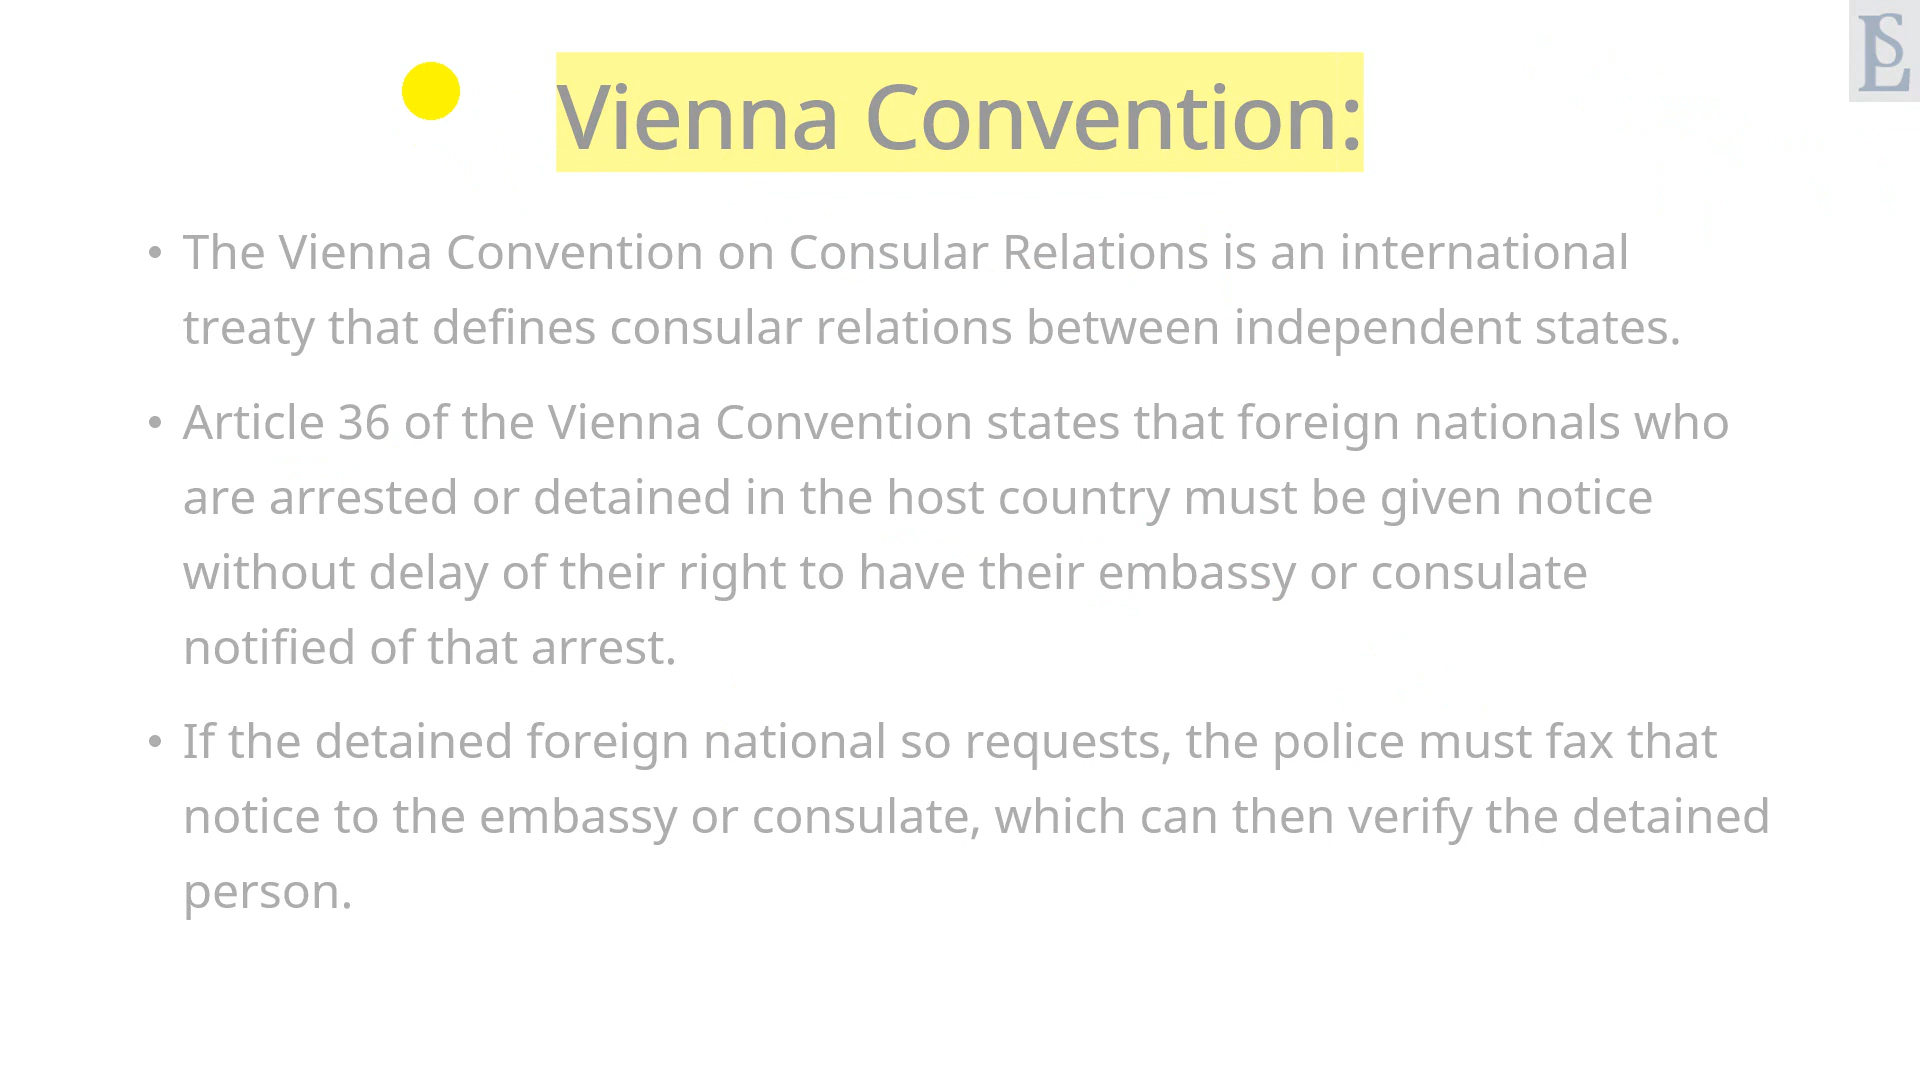 Vienna Convention:
• The Vienna Convention on Consular Relations is an international
treaty that defines consular relations between independent states.
• Article 36 of the Vienna Convention states that foreign nationals who
are arrested or detained in the host country must be given notice
without delay of their right to have their embassy or consulate
notified of that arrest.
• If the detained foreign national so requests, the police must fax that
notice to the embassy or consulate, which can then verify the detained
person.
LS